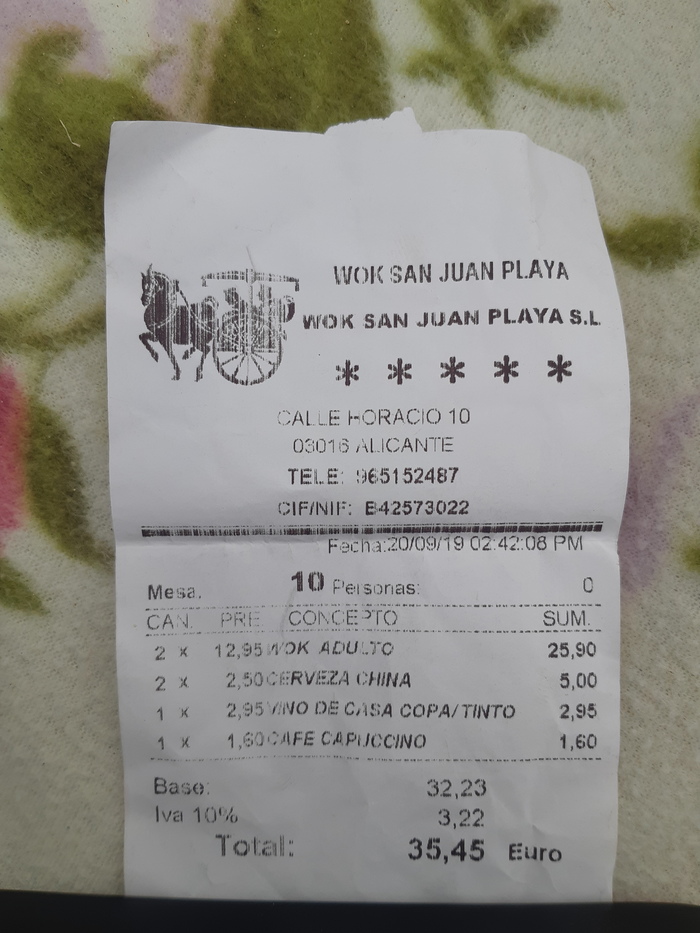 WOK SAN JUAN PLAYA
WOK SAN JUAN PLAYA S.L
* * * * *
CALLE HORACIO 10
03016 ALICANTE
TELE: 965152487
CIF/NIF: B42573022
Fecha:20/09/19 02:42:08 PM
Mesa. 10 Personas: 0
CAN. PRE CONCEPTO SUM.
2 x 12,95 WOK ADULTO 25,90
2 x 2,50 CERVEZA CHINA 5,00
1 x 2,95 VINO DE CASA COPA/TINTO 2,95
1 x 1,60 CAFE CAPUCCINO 1,60
Base: 32,23
Iva 10% 3,22
Total: 35,45 Euro